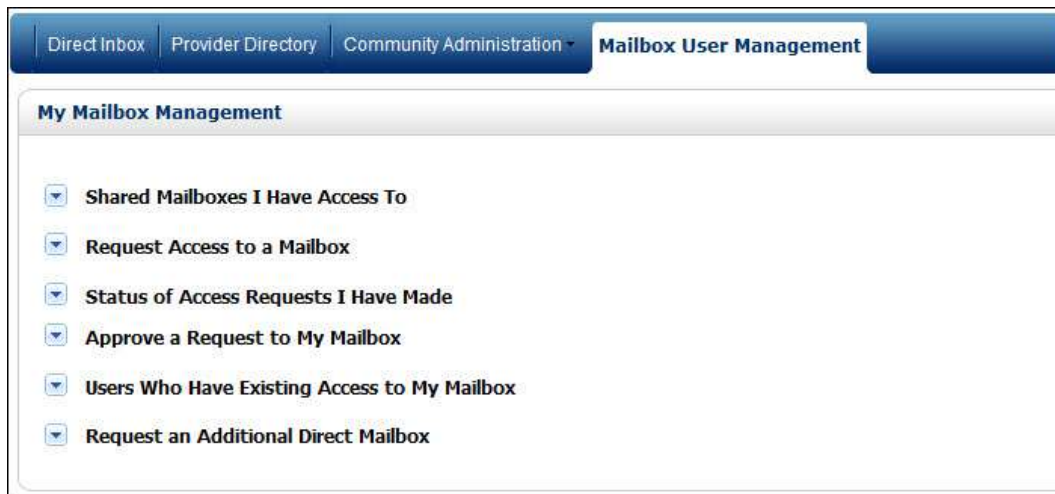 Direct Inbox Provider Directory Community Administration Mailbox User Management
My Mailbox Management
Shared Mailboxes I Have Access To
Request Access to a Mailbox
Status of Access Requests I Have Made
Approve a Request to My Mailbox
Users Who Have Existing Access to My Mailbox
Request an Additional Direct Mailbox